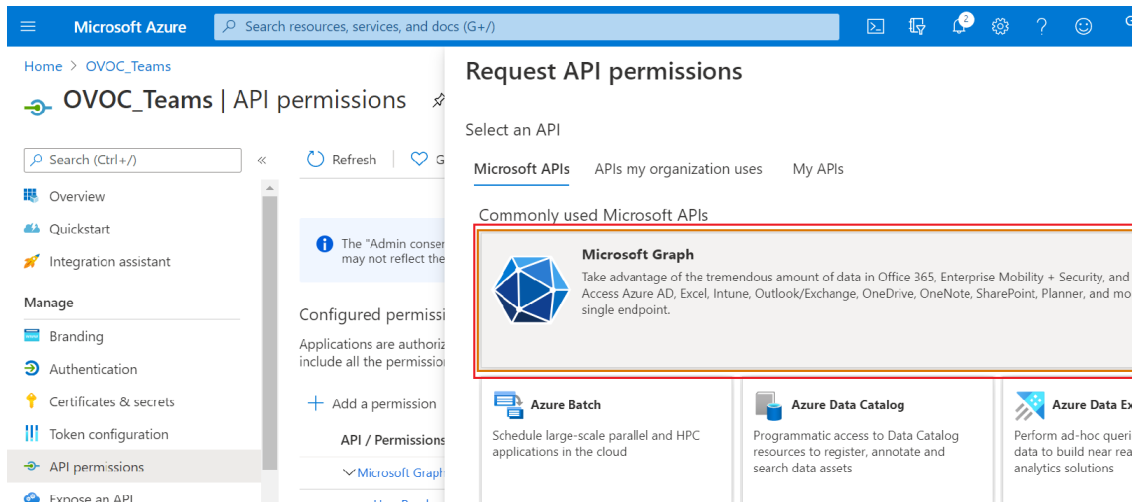 Microsoft Azure
Search resources, services, and docs (G+/)
2
Home > OVOC_Teams
OVOC_Teams | API permissions
Search (Ctrl+/)
«
Overview
Quickstart
Integration assistant
Manage
Branding
Authentication
Certificates & secrets
Token configuration
API permissions
Expose an API
Refresh
G
The "Admin conser
may not reflect the
Configured permissi
Applications are authoriz
include all the permission
+ Add a permission
API / Permissions
Microsoft Graph
Request API permissions
Select an API
Microsoft APIs
APIs my organization uses
My APIs
Commonly used Microsoft APIs
Microsoft Graph
Take advantage of the tremendous amount of data in Office 365, Enterprise Mobility + Security, and
Access Azure AD, Excel, Intune, Outlook/Exchange, OneDrive, OneNote, SharePoint, Planner, and mo
single endpoint.
Azure Batch
Schedule large-scale parallel and HPC
applications in the cloud
Azure Data Catalog
Programmatic access to Data Catalog
resources to register, annotate and
search data assets
Azure Data Ex
Perform ad-hoc queri
data to build near rea
analytics solutions